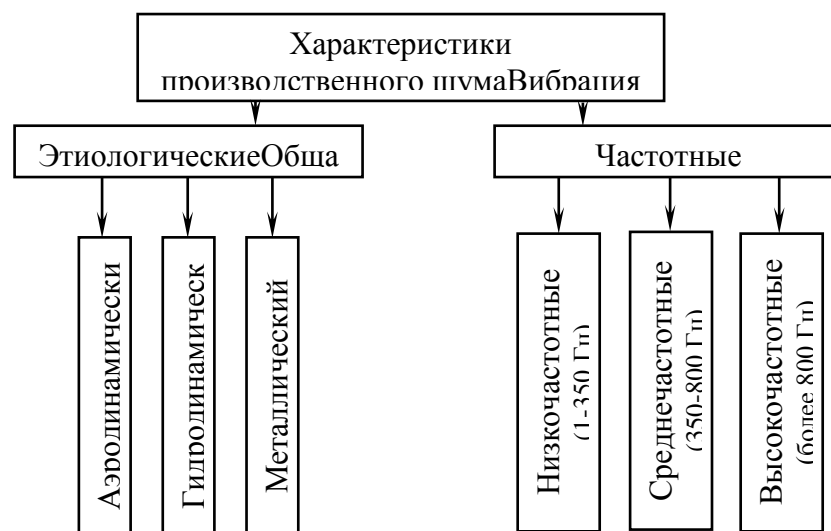 Характеристики
производственного шумаВибрация
ЭтиологическиеОбща
Частотные
Аэродинамически
Гидродинамическ
Металлический
Низкочастотные
(1-350 Гц)
Среднечастотные
(350-800 Гц)
Высокочастотные
(более 800 Гц)